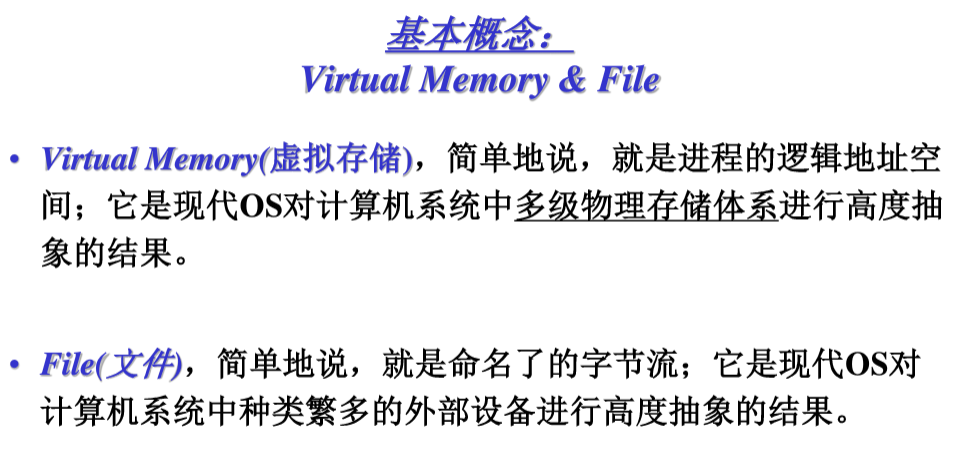 基本概念：
Virtual Memory & File
• Virtual Memory(虚拟存储)，简单地说，就是进程的逻辑地址空
间；它是现代OS对计算机系统中多级物理存储体系进行高度抽
象的结果。
• File(文件)，简单地说，就是命名了的字节流；它是现代OS对
计算机系统中种类繁多的外部设备进行高度抽象的结果。